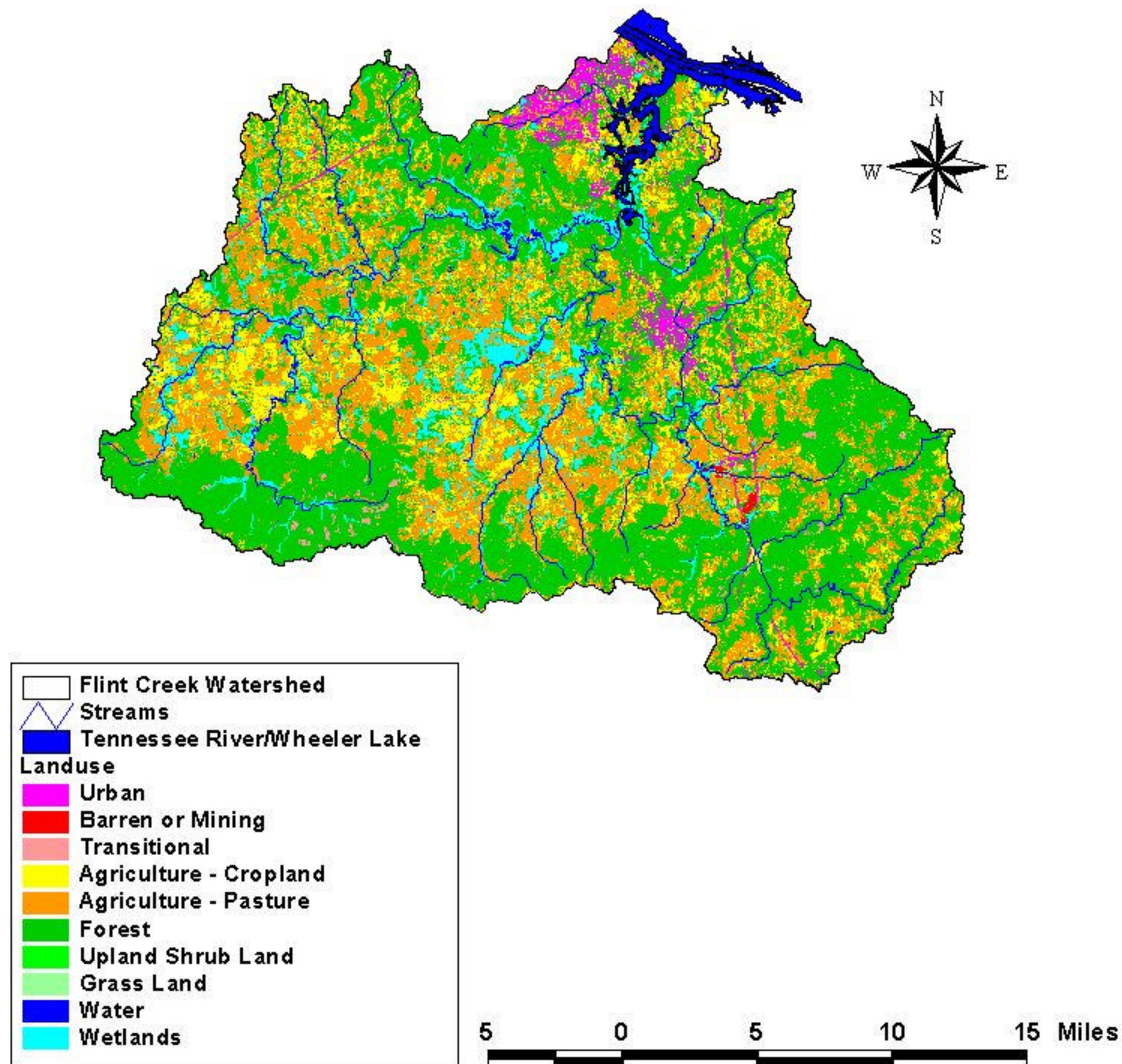 N
W E
S
Flint Creek Watershed
Streams
Tennessee River/Wheeler Lake
Landuse
Urban
Barren or Mining
Transitional
Agriculture - Cropland
Agriculture - Pasture
Forest
Upland Shrub Land
Grass Land
Water
Wetlands
5 0 5 10 15 Miles